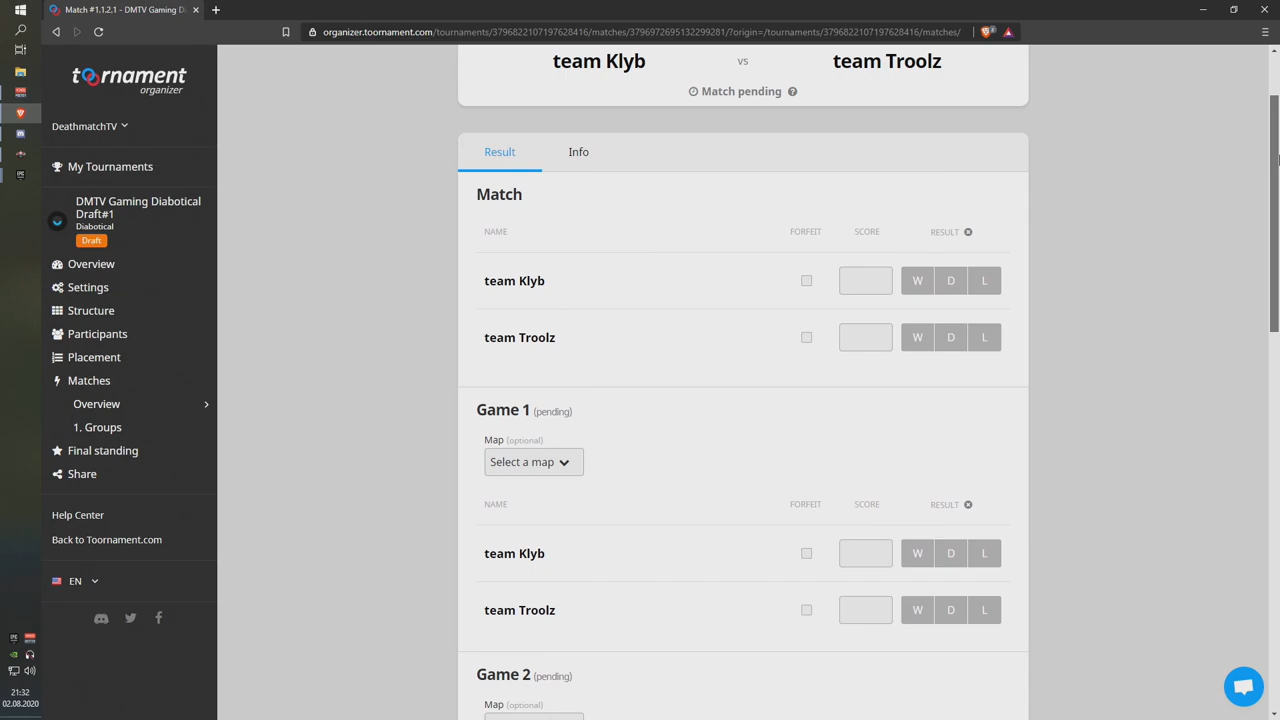 Match #1.1.2.1 - DMTV Gaming Di
organizer.toornament.com/tournaments/3796822107197628416/matches/3796972695132299281/?origin=/tournaments/3796822107197628416/matches/
toornament
organizer
DeathmatchTV
My Tournaments
DMTV Gaming Diabotical
Draft#1
Diabotical
Draft
Overview
Settings
Structure
Participants
Placement
Matches
Overview
1. Groups
Final standing
Share
Help Center
Back to Toornament.com
EN
21:32
02.08.2020
team Klyb
vs
team Troolz
Match pending
Result
Info
Match
NAME FORFEIT SCORE RESULT
team Klyb W D L
team Troolz W D L
Game 1 (pending)
Map (optional)
Select a map
NAME FORFEIT SCORE RESULT
team Klyb W D L
team Troolz W D L
Game 2 (pending)
Map (optional)